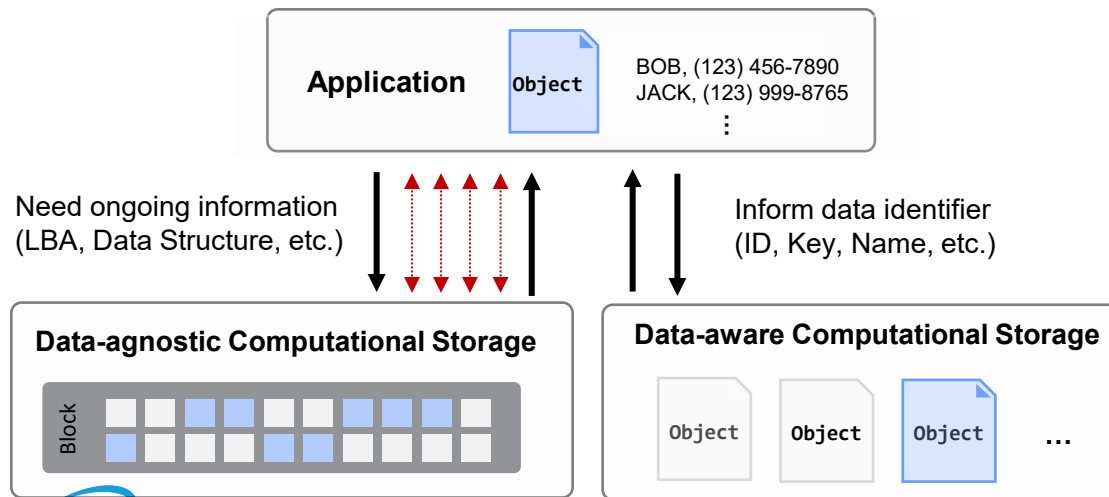 Application
Object
BOB, (123) 456-7890
JACK, (123) 999-8765
⋮
Need ongoing information
(LBA, Data Structure, etc.)
Inform data identifier
(ID, Key, Name, etc.)
Data-agnostic Computational Storage
Block
Data-aware Computational Storage
Object
Object
Object
...